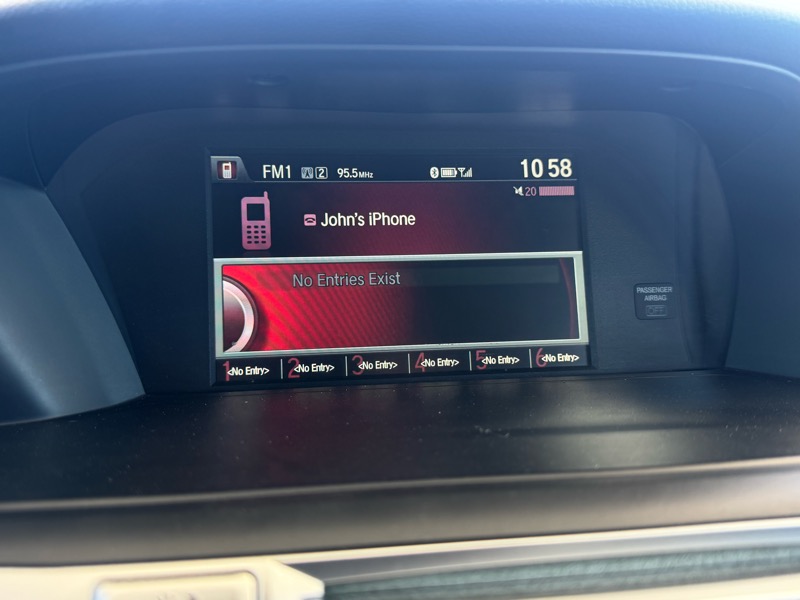 FM1 2 95.5MHz 10 58
20
John's iPhone
No Entries Exist
PASSENGER
AIRBAG
OFF
1 <No Entry> 2 <No Entry> 3 <No Entry> 4 <No Entry> 5 <No Entry> 6 <No Entry>